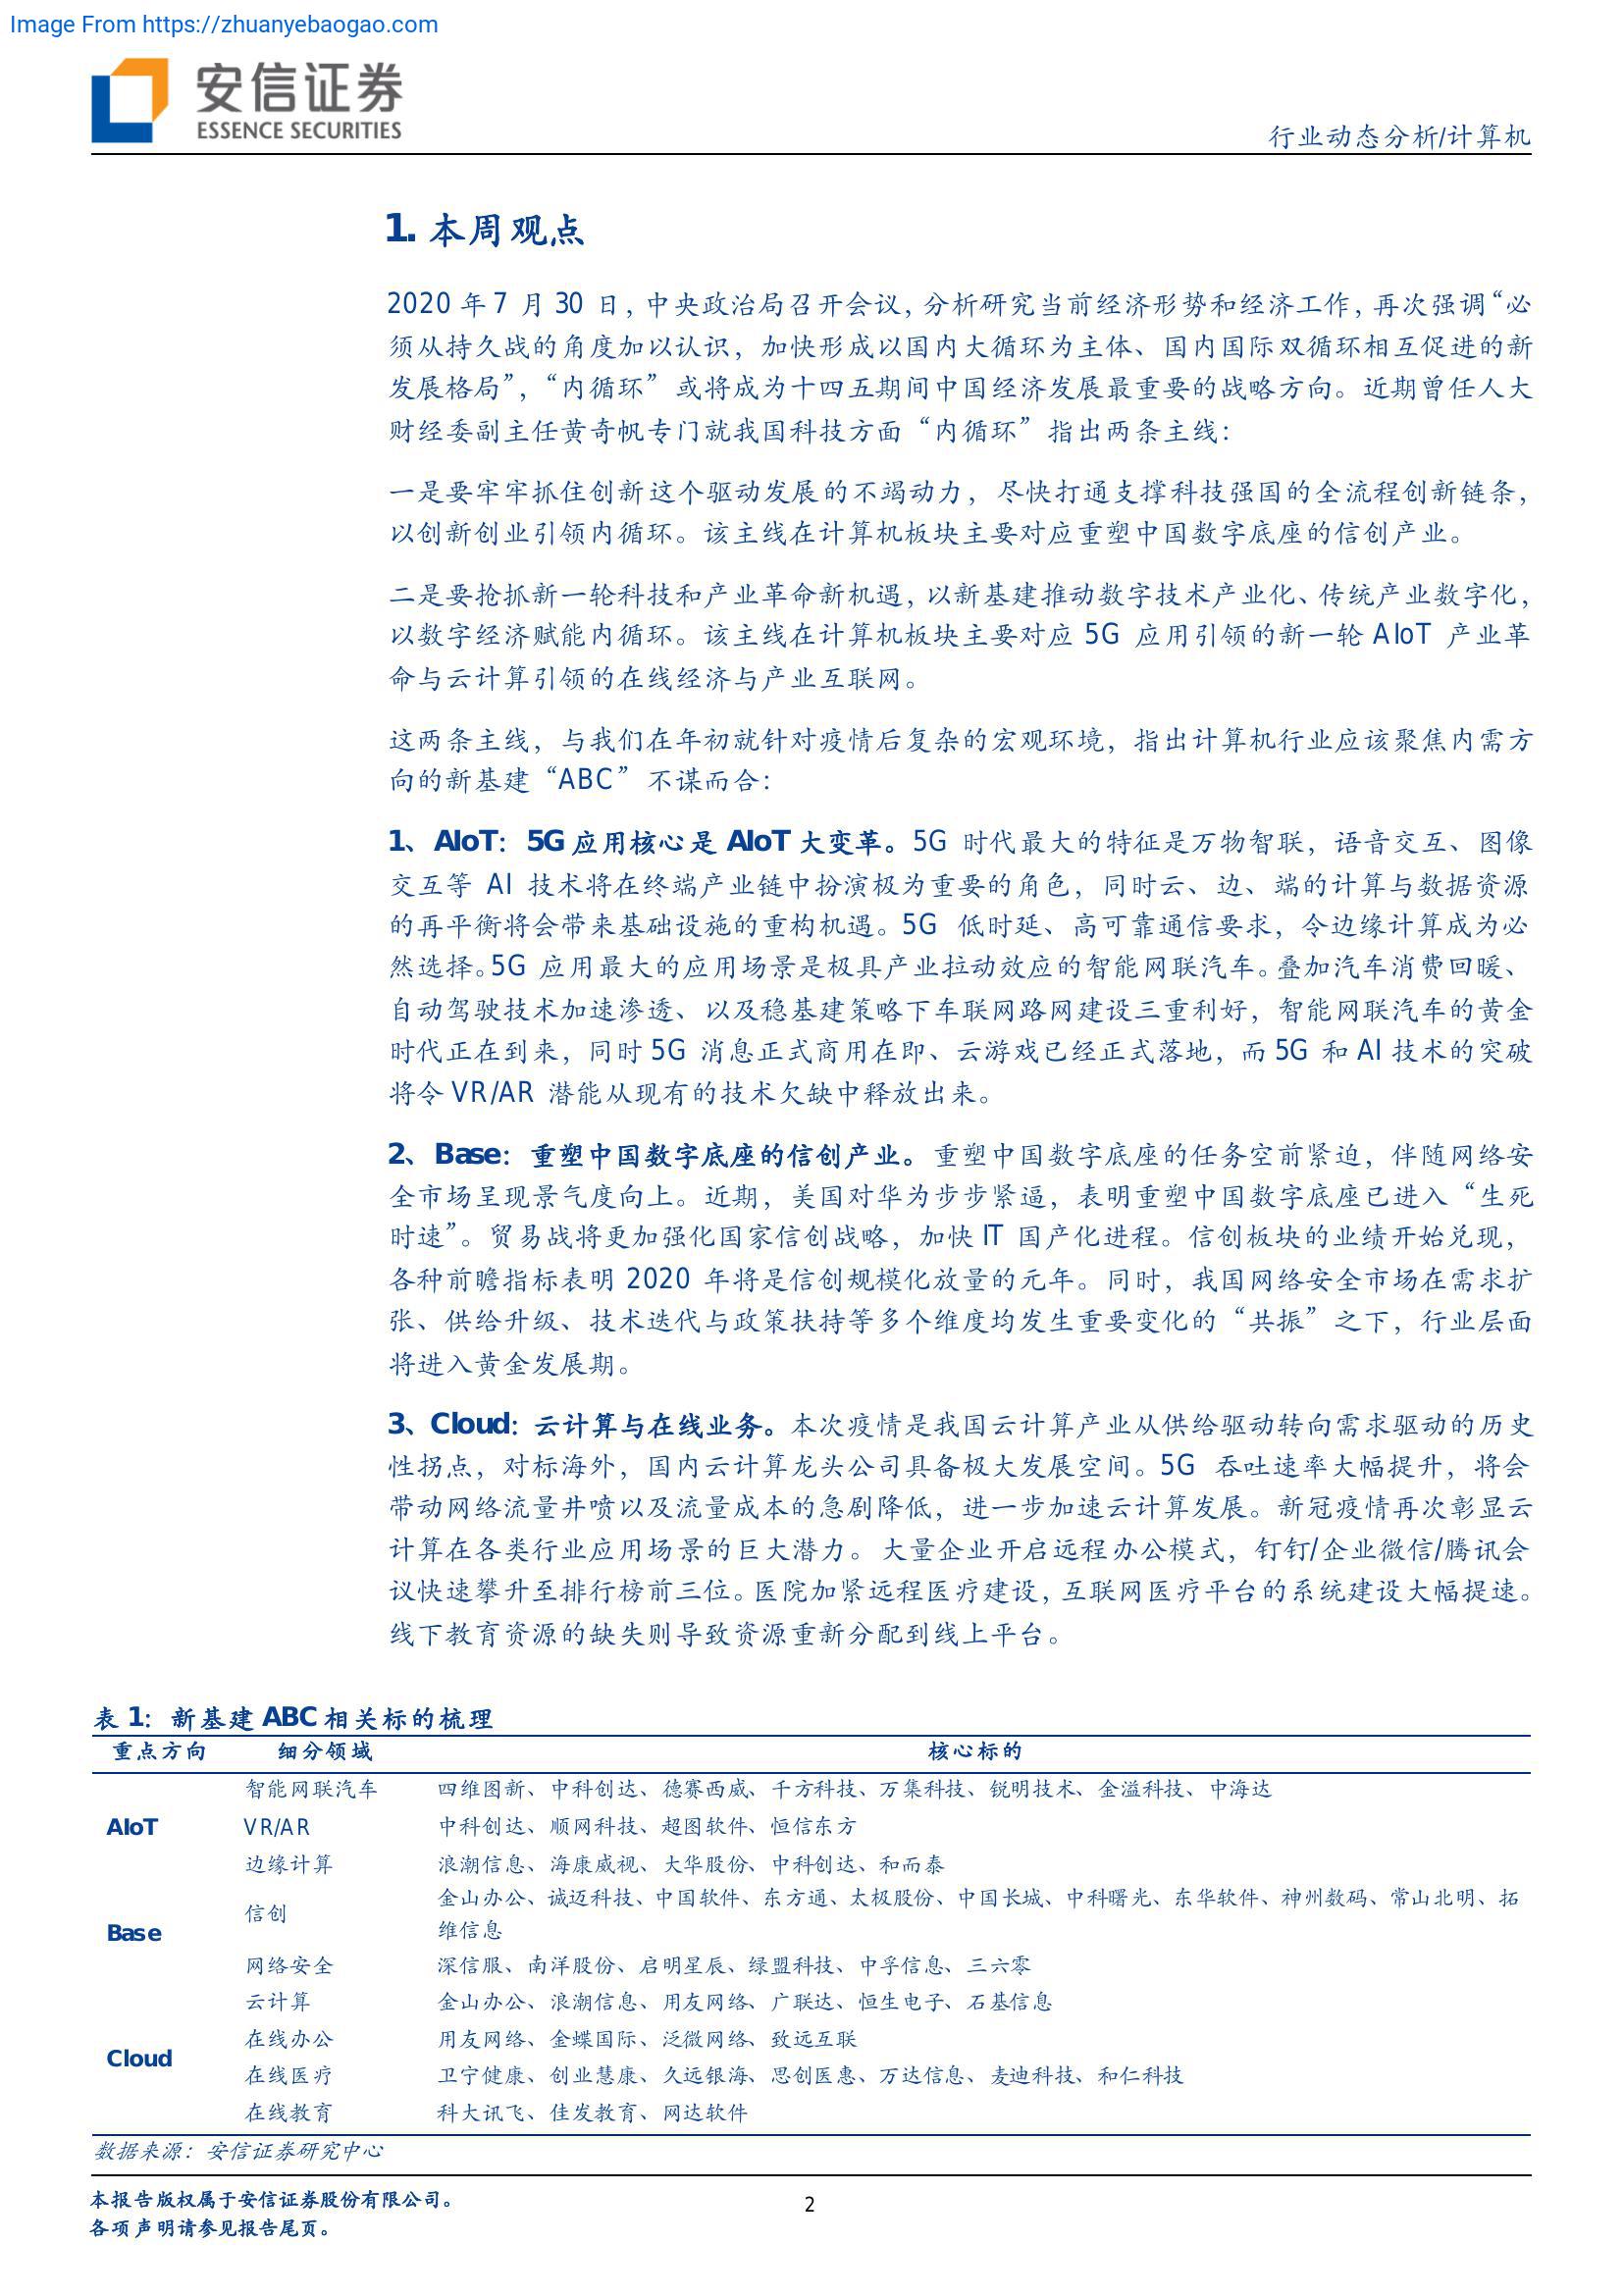 Image From https://zhuanyebaogao.com
安信证券
ESSENCE SECURITIES
行业动态分析/计算机
1. 本周观点
2020 年 7 月 30 日，中央政治局召开会议，分析研究当前经济形势和经济工作，再次强调“必
须从持久战的角度加以认识，加快形成以国内大循环为主体、国内国际双循环相互促进的新
发展格局”，“内循环”或将成为十四五期间中国经济发展最重要的战略方向。近期曾任人大
财经委副主任黄奇帆专门就我国科技方面“内循环”指出两条主线：
一是要牢牢抓住创新这个驱动发展的不竭动力，尽快打通支撑科技强国的全流程创新链条，
以创新创业引领内循环。该主线在计算机板块主要对应重塑中国数字底座的信创产业。
二是要抢抓新一轮科技和产业革命新机遇，以新基建推动数字技术产业化、传统产业数字化，
以数字经济赋能内循环。该主线在计算机板块主要对应 5G 应用引领的新一轮 AIoT 产业革
命与云计算引领的在线经济与产业互联网。
这两条主线，与我们在年初就针对疫情后复杂的宏观环境，指出计算机行业应该聚焦内需方
向的新基建“ABC”不谋而合：
1、AIoT：5G 应用核心是 AIoT 大变革。5G 时代最大的特征是万物智联，语音交互、图像
交互等 AI 技术将在终端产业链中扮演极为重要的角色，同时云、边、端的计算与数据资源
的再平衡将会带来基础设施的重构机遇。5G 低时延、高可靠通信要求，令边缘计算成为必
然选择。5G 应用最大的应用场景是极具产业拉动效应的智能网联汽车。叠加汽车消费回暖、
自动驾驶技术加速渗透、以及稳基建策略下车联网路网建设三重利好，智能网联汽车的黄金
时代正在到来，同时 5G 消息正式商用在即、云游戏已经正式落地，而 5G 和 AI 技术的突破
将令 VR/AR 潜能从现有的技术欠缺中释放出来。
2、Base：重塑中国数字底座的信创产业。重塑中国数字底座的任务空前紧迫，伴随网络安
全市场呈现景气度向上。近期，美国对华为步步紧逼，表明重塑中国数字底座已进入“生死
时速”。贸易战将更加强化国家信创战略，加快 IT 国产化进程。信创板块的业绩开始兑现，
各种前瞻指标表明 2020 年将是信创规模化放量的元年。同时，我国网络安全市场在需求扩
张、供给升级、技术迭代与政策扶持等多个维度均发生重要变化的“共振”之下，行业层面
将进入黄金发展期。
3、Cloud：云计算与在线业务。本次疫情是我国云计算产业从供给驱动转向需求驱动的历史
性拐点，对标海外，国内云计算龙头公司具备极大发展空间。5G 吞吐速率大幅提升，将会
带动网络流量井喷以及流量成本的急剧降低，进一步加速云计算发展。新冠疫情再次彰显云
计算在各类行业应用场景的巨大潜力。大量企业开启远程办公模式，钉钉/企业微信/腾讯会
议快速攀升至排行榜前三位。医院加紧远程医疗建设，互联网医疗平台的系统建设大幅提速。
线下教育资源的缺失则导致资源重新分配到线上平台。
表 1：新基建 ABC 相关标的梳理
重点方向 细分领域 核心标的
智能网联汽车 四维图新、中科创达、德赛西威、千方科技、万集科技、锐明技术、金溢科技、中海达
AIoT VR/AR 中科创达、顺网科技、超图软件、恒信东方
边缘计算 浪潮信息、海康威视、大华股份、中科创达、和而泰
信创 金山办公、诚迈科技、中国软件、东方通、太极股份、中国长城、中科曙光、东华软件、神州数码、常山北明、拓
维信息
Base
网络安全 深信服、南洋股份、启明星辰、绿盟科技、中孚信息、三六零
云计算 金山办公、浪潮信息、用友网络、广联达、恒生电子、石基信息
在线办公 用友网络、金蝶国际、泛微网络、致远互联
Cloud
在线医疗 卫宁健康、创业慧康、久远银海、思创医惠、万达信息、麦迪科技、和仁科技
在线教育 科大讯飞、佳发教育、网达软件
数据来源：安信证券研究中心
本报告版权属于安信证券股份有限公司。
2
各项声明请参见报告尾页。